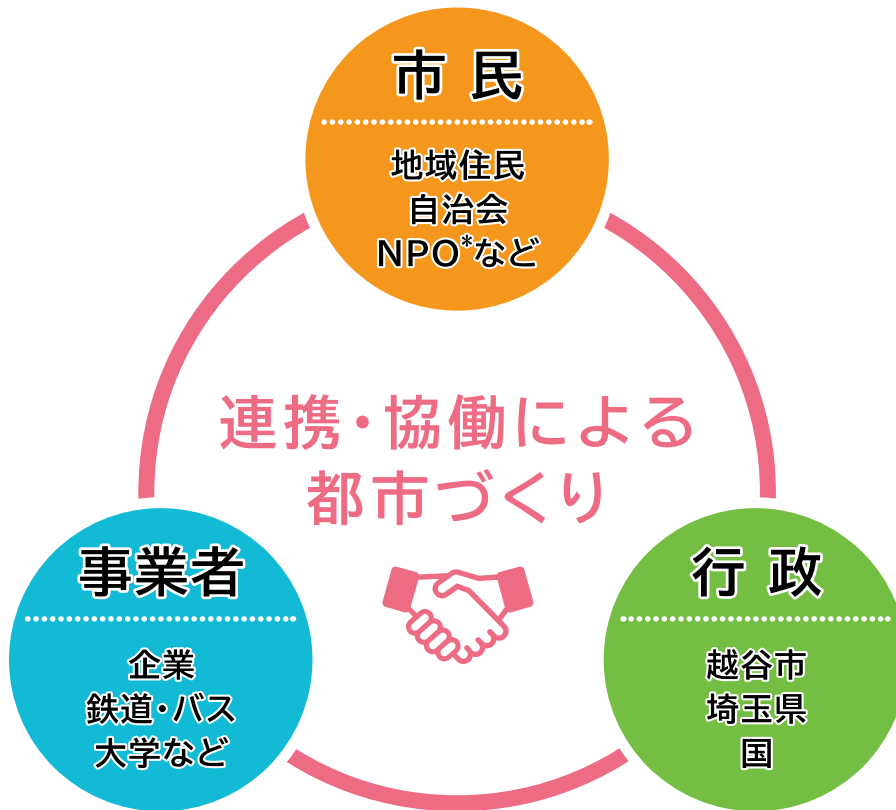 市民
地域住民
自治会
NPO*など
連携・協働による
都市づくり
事業者
企業
鉄道・バス
大学など
行政
越谷市
埼玉県
国